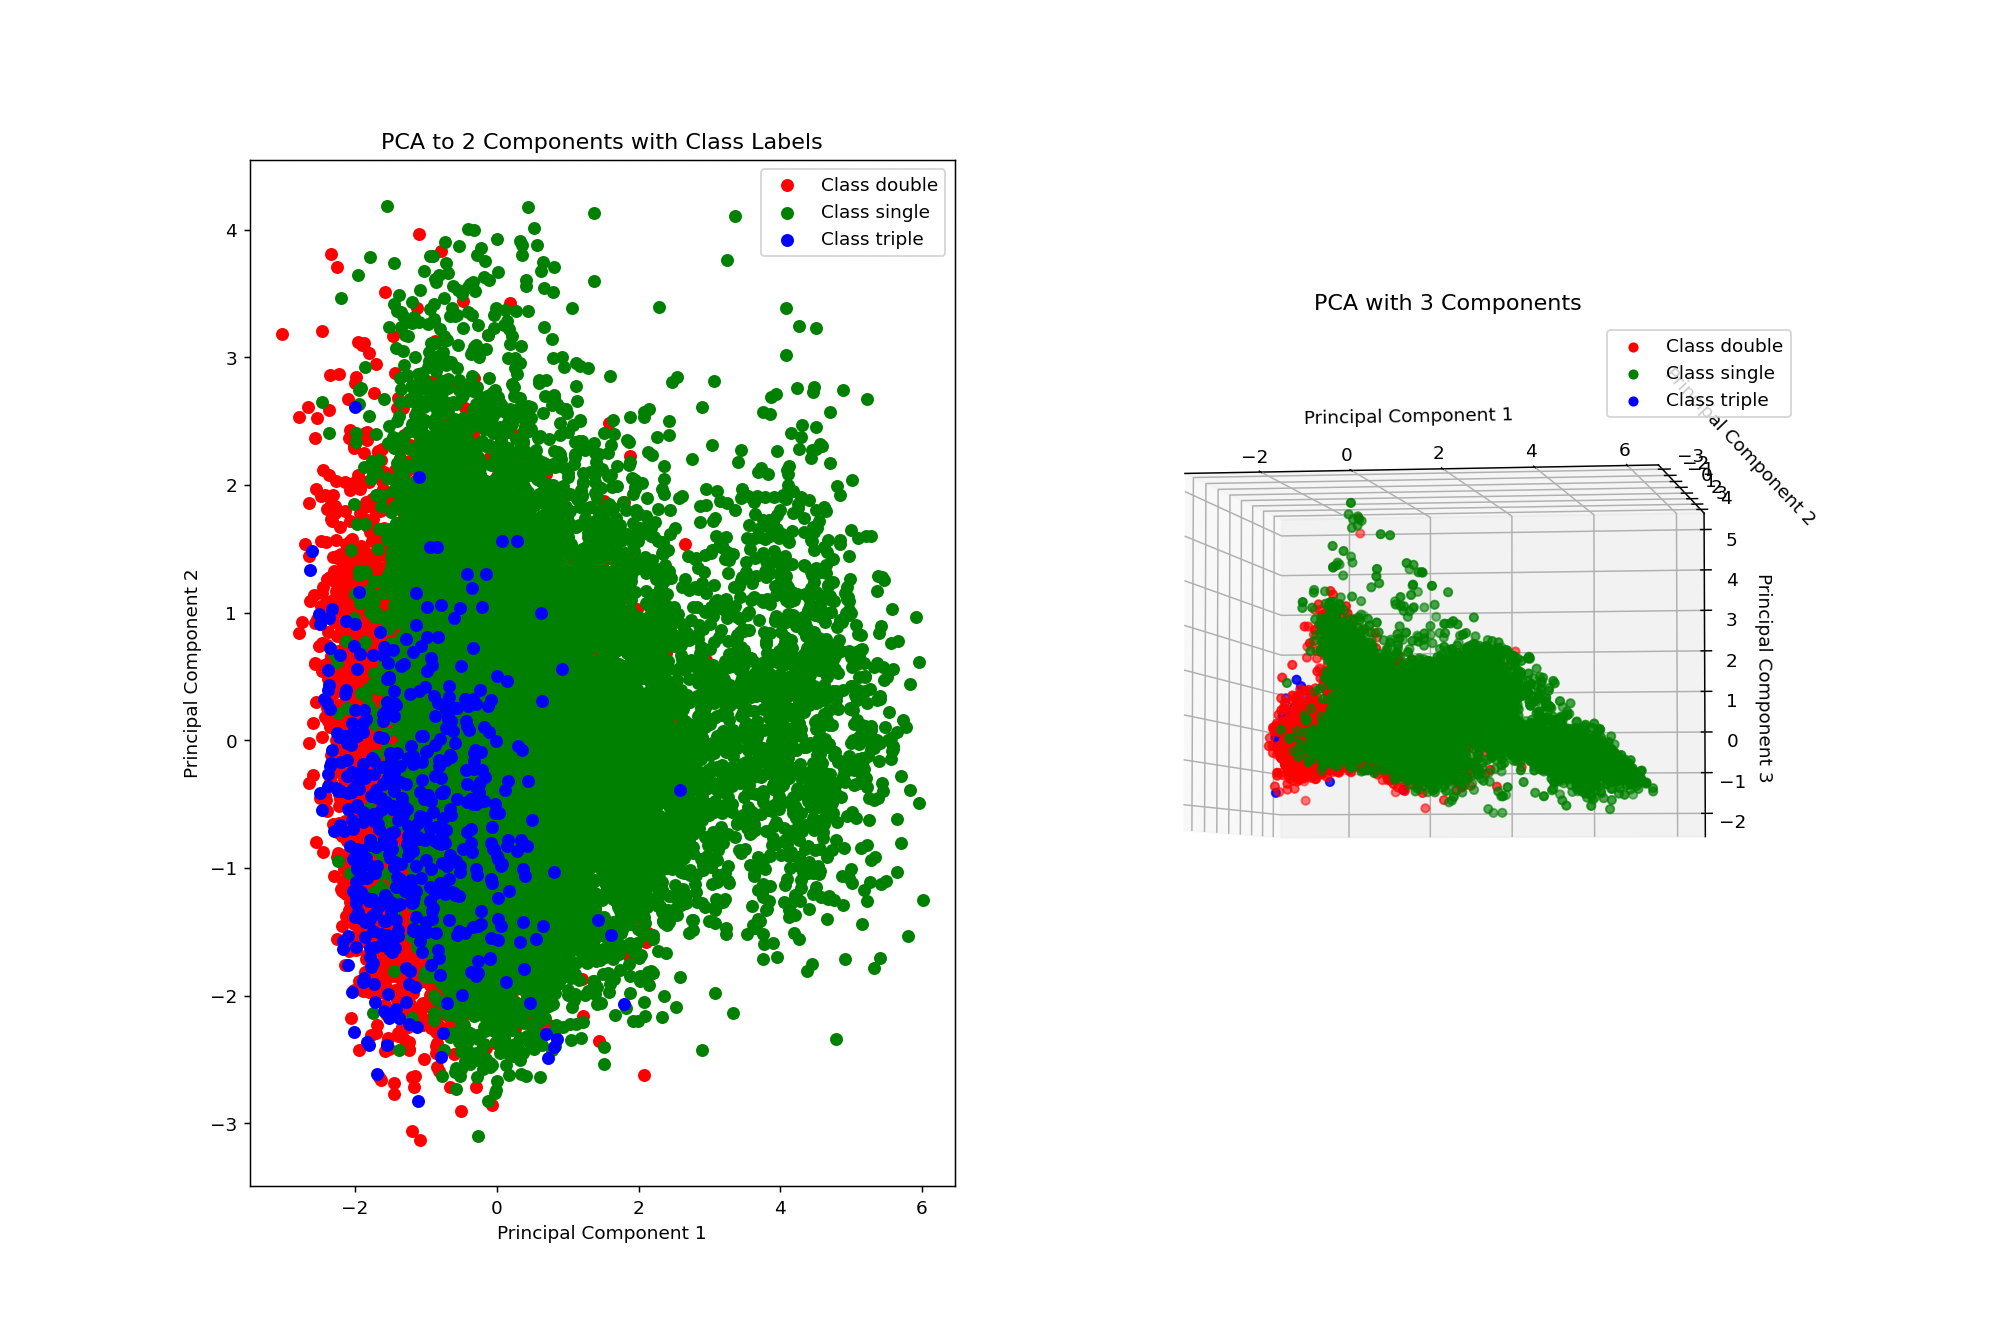 PCA to 2 Components with Class Labels
Class double
Class single
Class triple
4
3
2
1
0
−1
−2
−3
Principal Component 2
−2
0
2
4
6
Principal Component 1
PCA with 3 Components
Class double
Class single
Class triple
Principal Component 1
Principal Component 2
−2
0
2
4
6
4
5
4
3
2
1
0
−1
−2
Principal Component 3